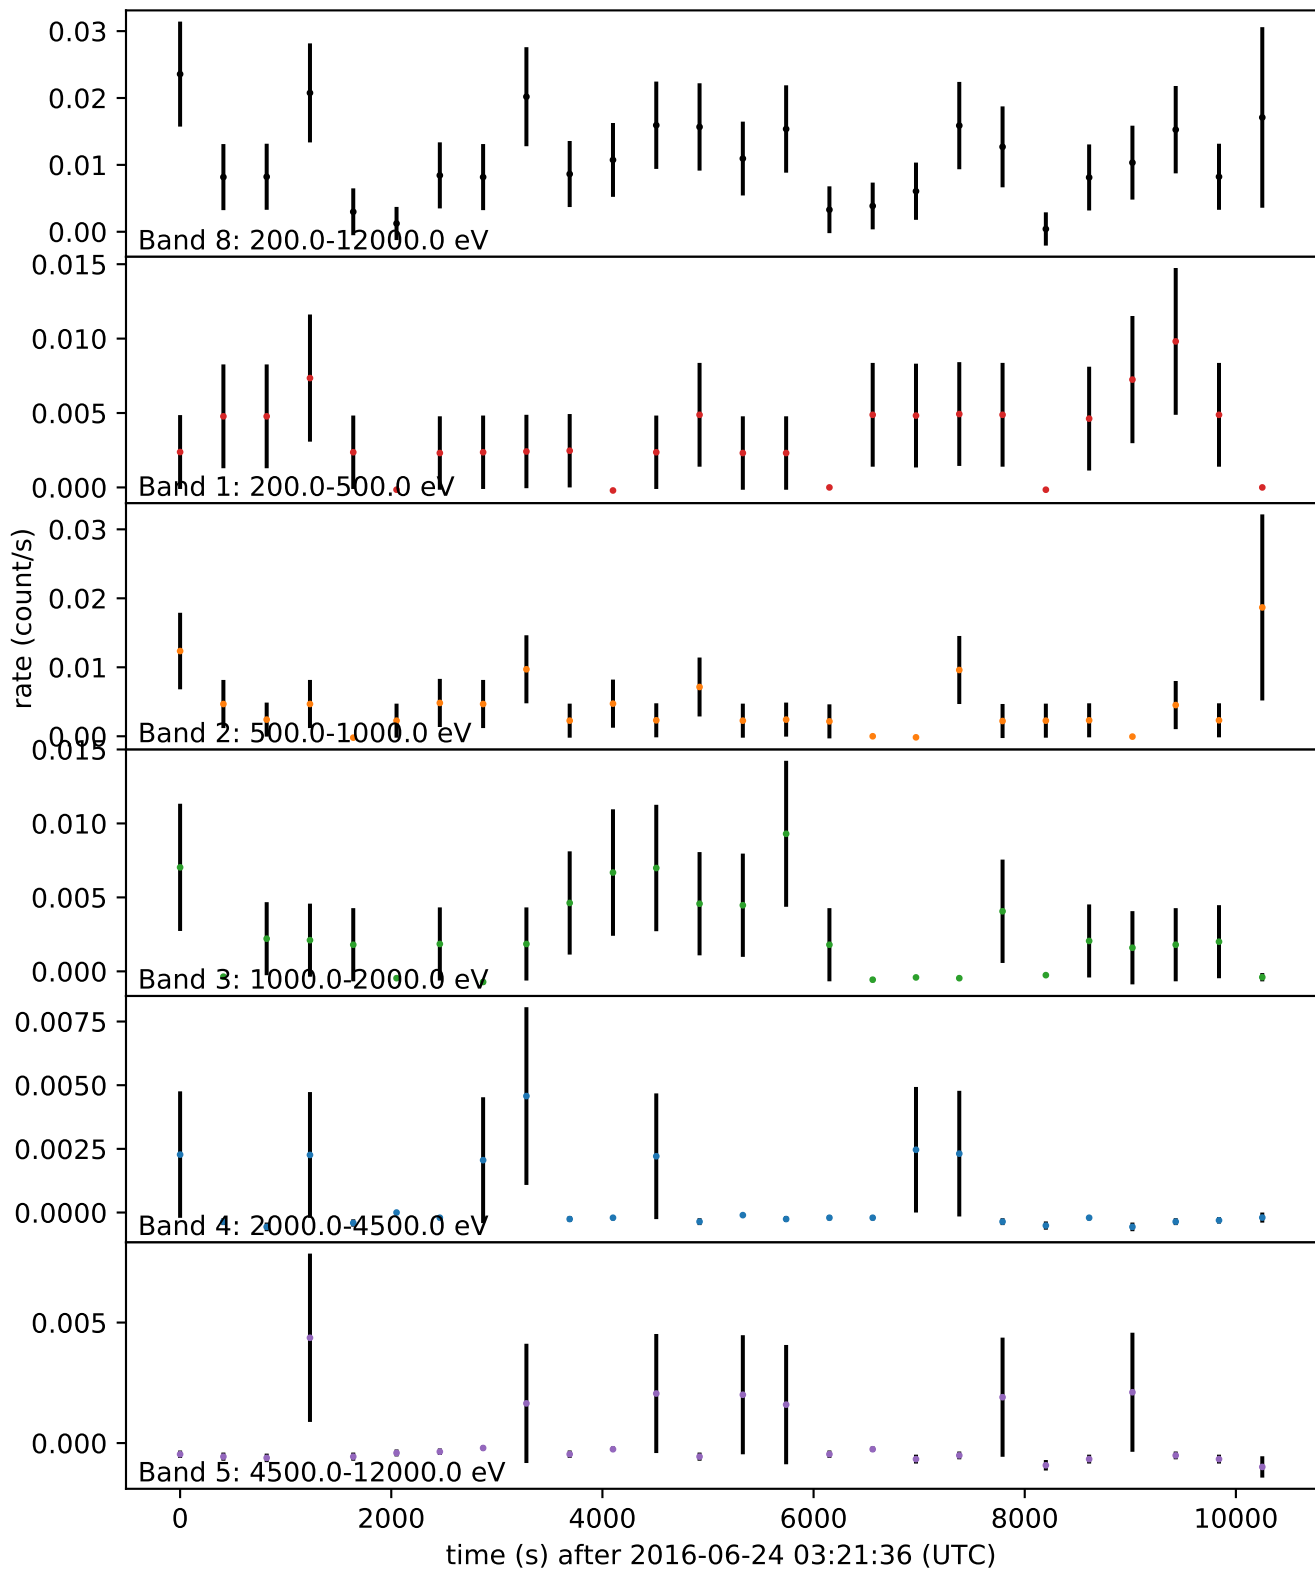 0.03
0.02
0.01
0.00
Band 8: 200.0-12000.0 eV
0.015
0.010
0.005
0.000
Band 1: 200.0-500.0 eV
0.03
0.02
0.01
0.00
Band 2: 500.0-1000.0 eV
0.015
0.010
0.005
0.000
Band 3: 1000.0-2000.0 eV
0.0075
0.0050
0.0025
0.0000
Band 4: 2000.0-4500.0 eV
0.005
0.000
Band 5: 4500.0-12000.0 eV
rate (count/s)
0 2000 4000 6000 8000 10000
time (s) after 2016-06-24 03:21:36 (UTC)